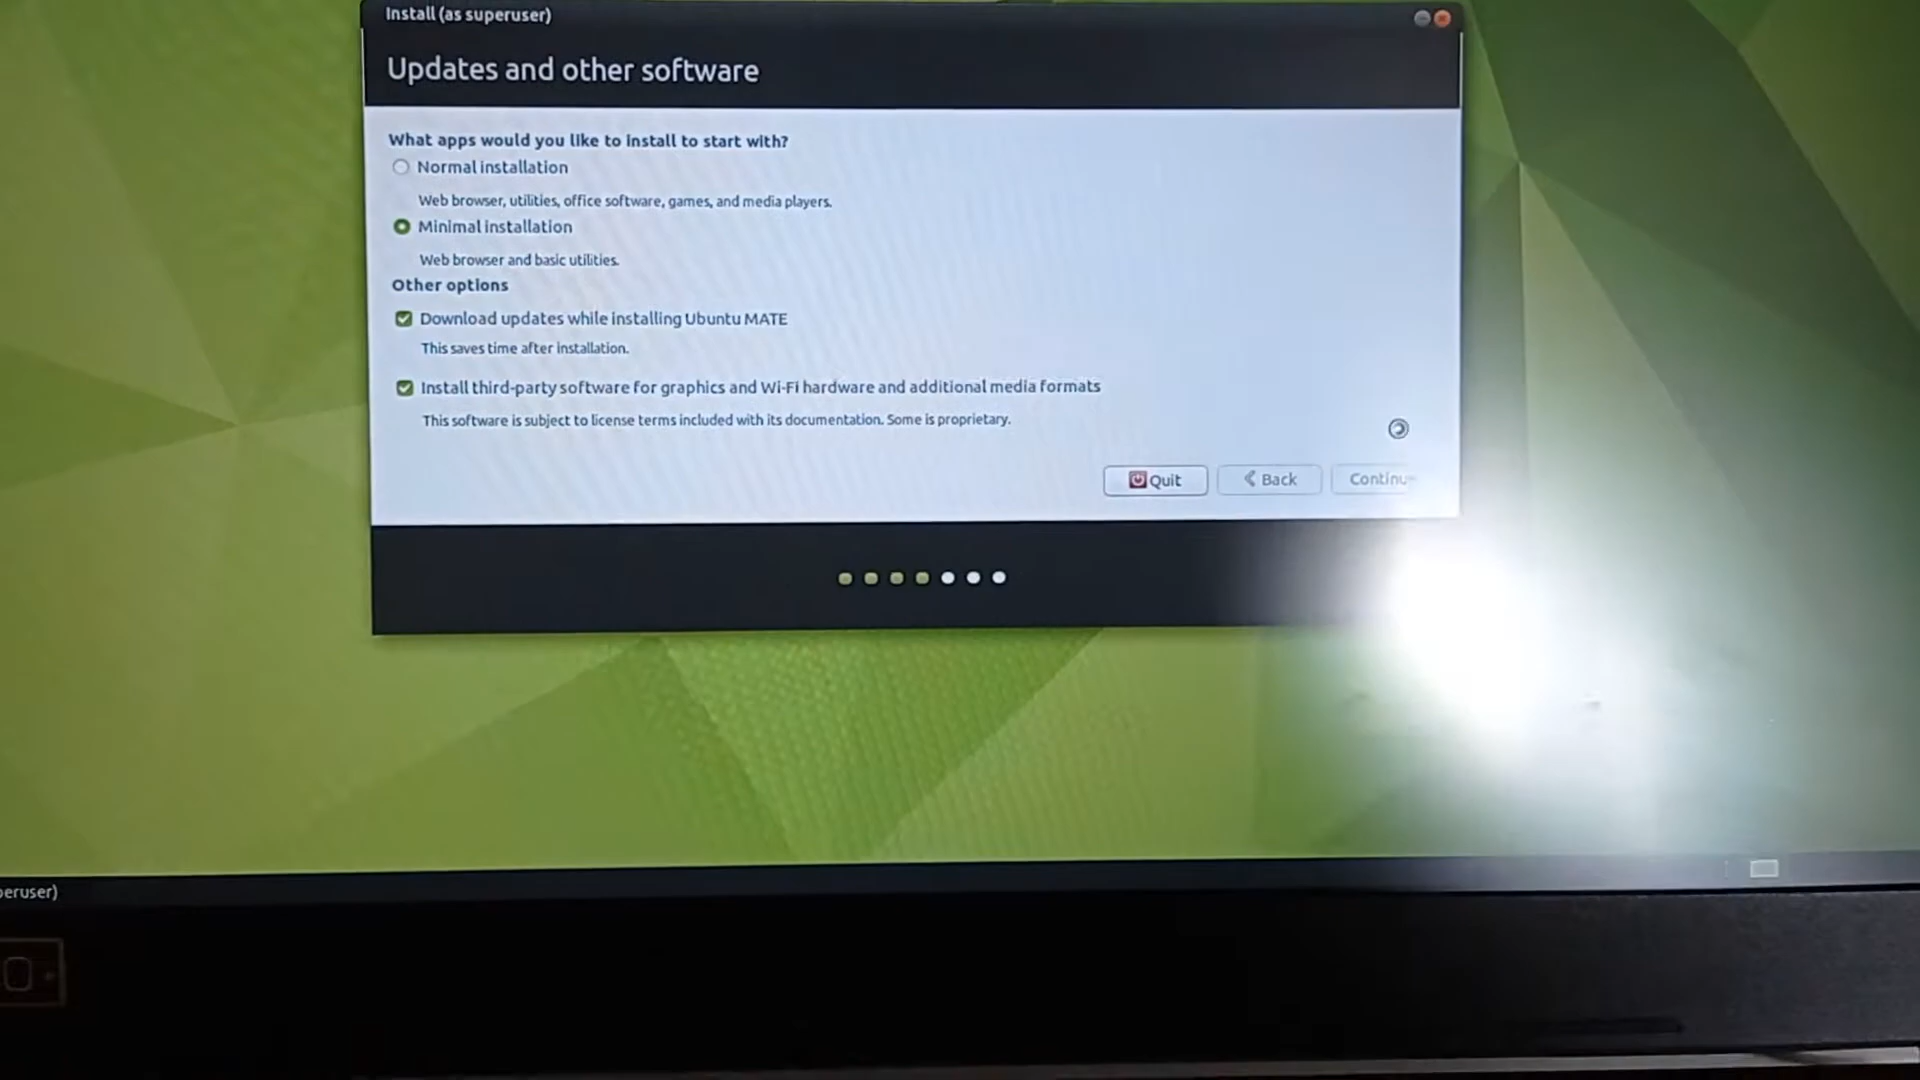 Install (as superuser)
Updates and other software
What apps would you like to install to start with?
Normal installation
Web browser, utilities, office software, games, and media players.
Minimal installation
Web browser and basic utilities.
Other options
Download updates while installing Ubuntu MATE
This saves time after installation.
Install third-party software for graphics and Wi-Fi hardware and additional media formats
This software is subject to license terms included with its documentation. Some is proprietary.
Quit
Back
Continu
peruser)